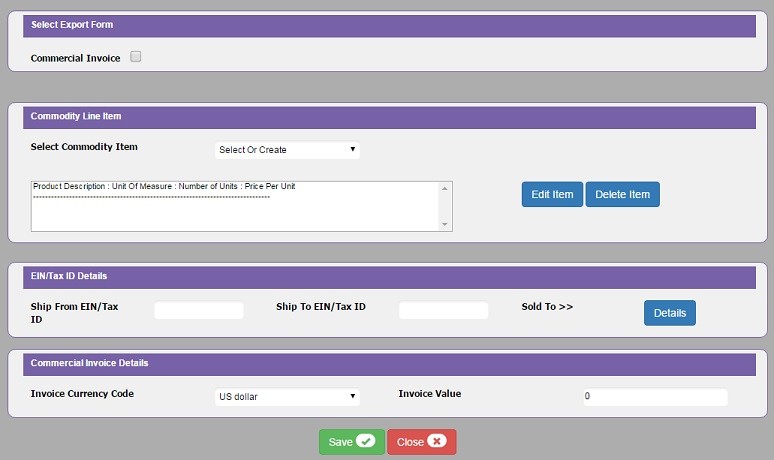 Select Export Form
Commercial Invoice
Commodity Line Item
Select Commodity Item
Select Or Create
Product Description : Unit Of Measure : Number of Units : Price Per Unit
--------------------------------------------------------------------------------
Edit Item
Delete Item
EIN/Tax ID Details
Ship From EIN/Tax
ID
Ship To EIN/Tax ID
Sold To >>
Details
Commercial Invoice Details
Invoice Currency Code
US dollar
Invoice Value
0
Save
Close